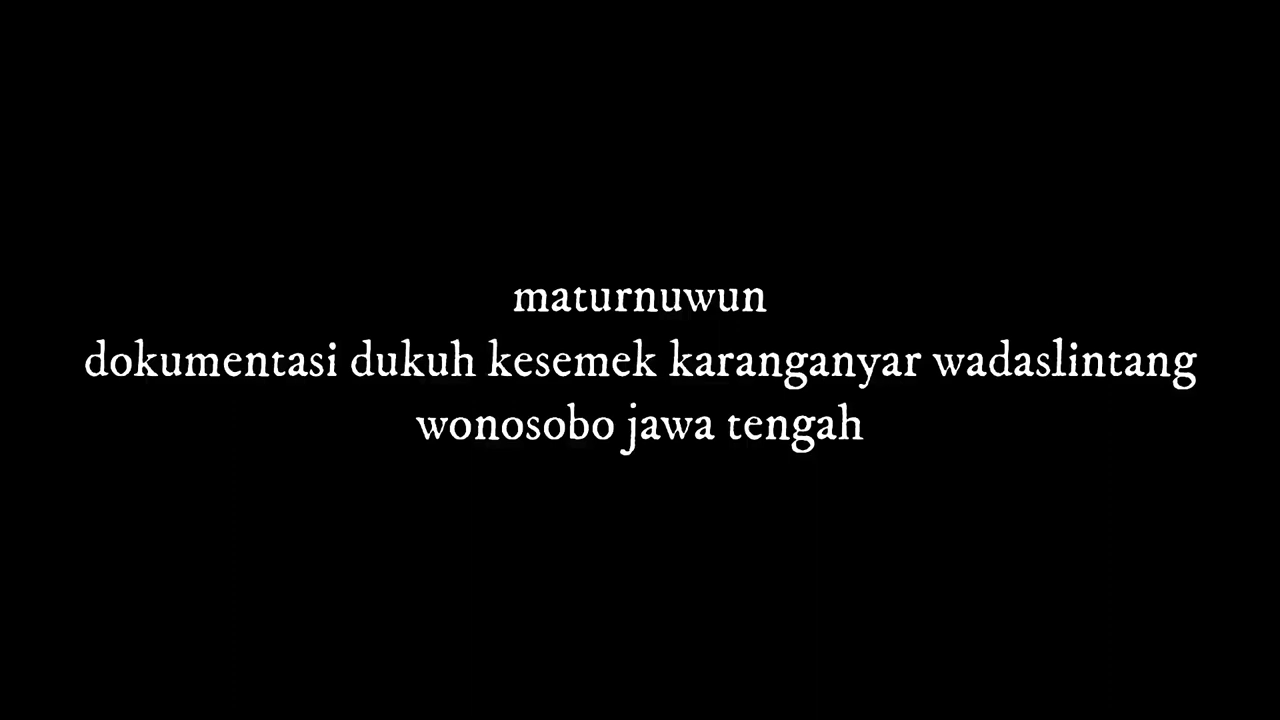 maturnuwun
dokumentasi dukuh kesemek karanganyar wadaslintang
wonosobo jawa tengah